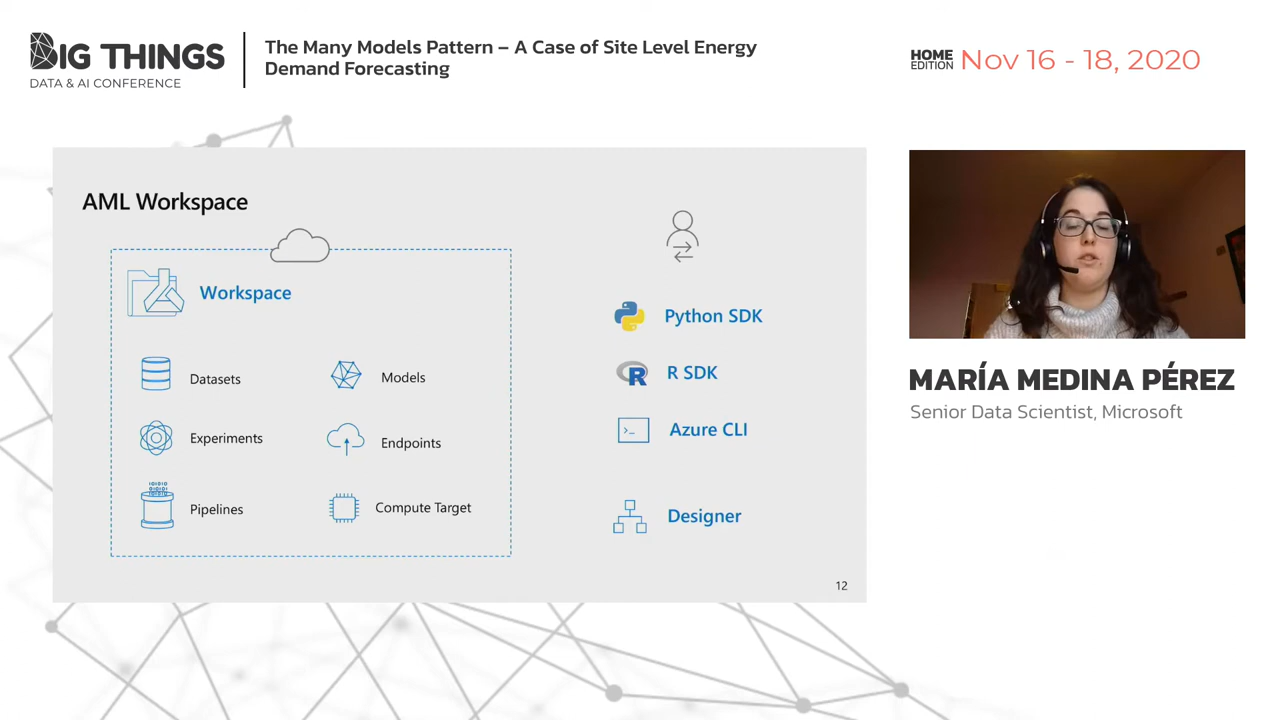 BIG THINGS
DATA & AI CONFERENCE
The Many Models Pattern – A Case of Site Level Energy
Demand Forecasting
HOME
EDITION
Nov 16 - 18, 2020
AML Workspace
Workspace
Datasets
Models
Experiments
Endpoints
Pipelines
Compute Target
Python SDK
R SDK
Azure CLI
Designer
12
MARÍA MEDINA PÉREZ
Senior Data Scientist, Microsoft